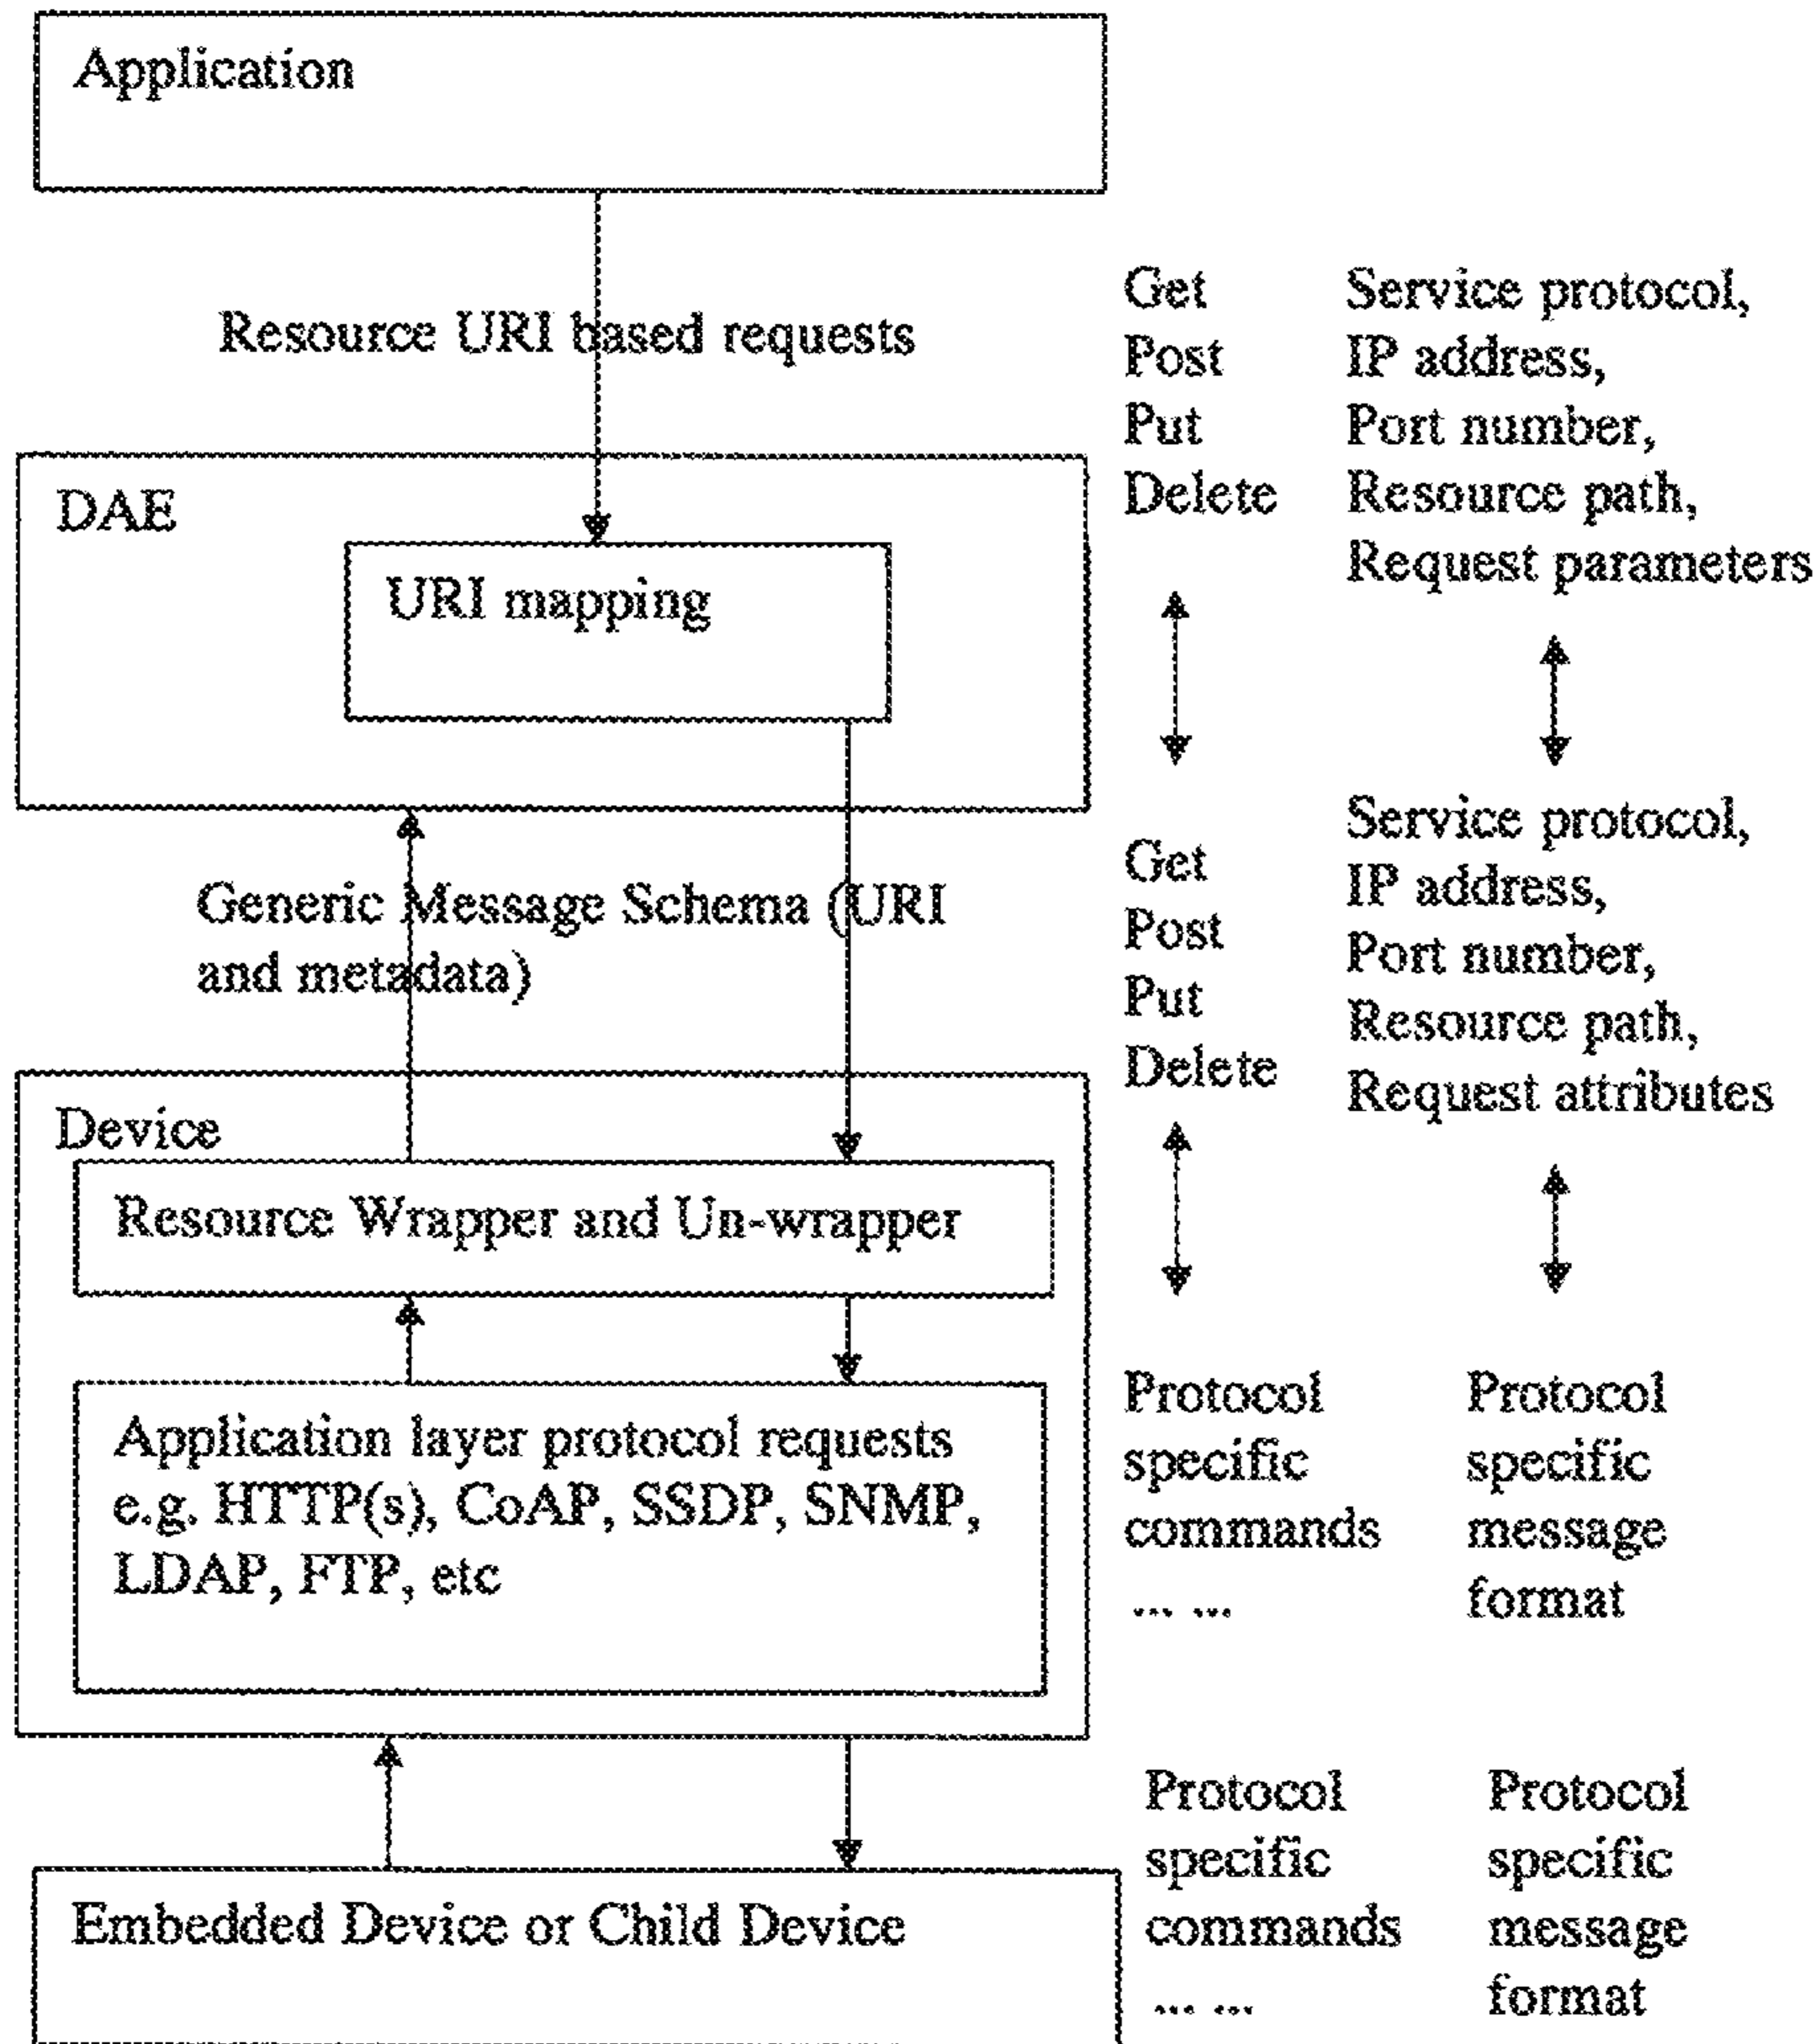 Application
Resource URI based requests
Get
Post
Put
Delete
Service protocol,
IP address,
Port number,
Resource path,
Request parameters
DAE
URI mapping
Generic Message Schema (URI
and metadata)
Get
Post
Put
Delete
Service protocol,
IP address,
Port number,
Resource path,
Request attributes
Device
Resource Wrapper and Un-wrapper
Application layer protocol requests
e.g. HTTP(s), CoAP, SSDP, SNMP,
LDAP, FTP, etc
Protocol
specific
commands
... ...
Protocol
specific
message
format
Embedded Device or Child Device
Protocol
specific
commands
... ...
Protocol
specific
message
format